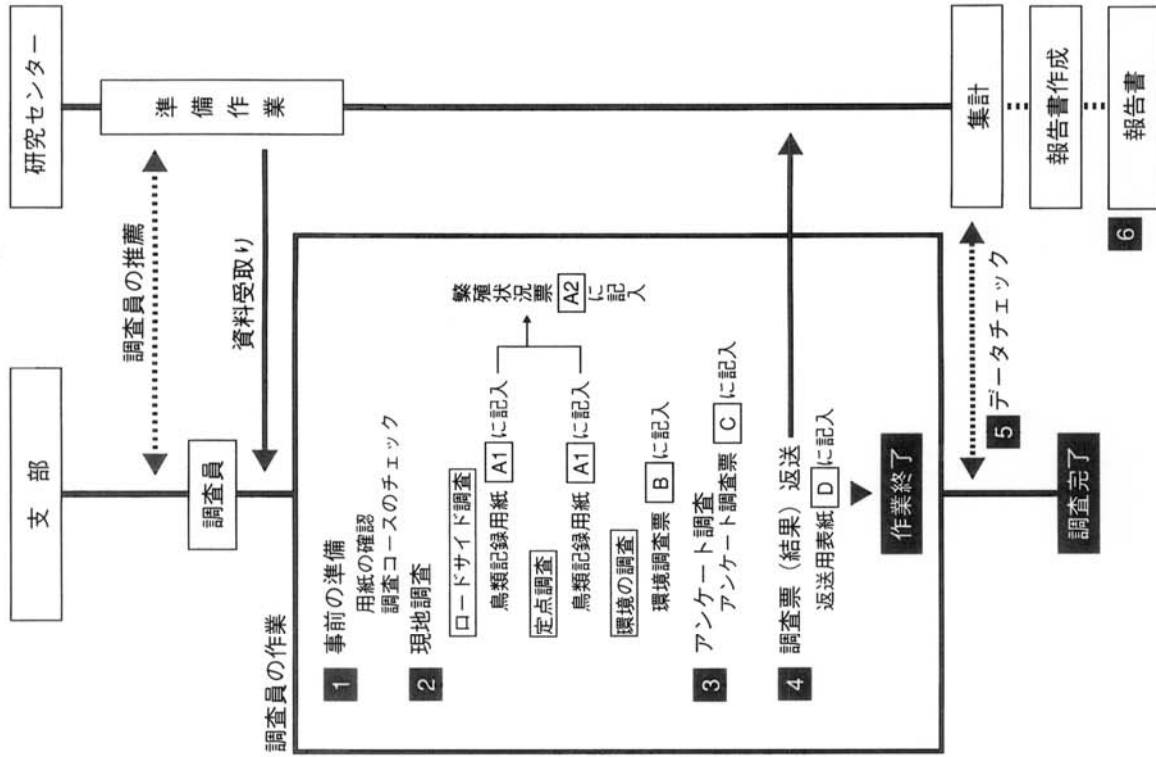 支部
研究センター
調査員の推薦
準備作業
調査員
資料受取り
調査員の作業
1 事前の準備
用紙の確認
調査コースのチェック
2 現地調査
ロードサイド調査
鳥類記録用紙 A1 に記入
定点調査
鳥類記録用紙 A1 に記入
繁殖状況票 A2 に記入
環境の調査
環境調査票 B に記入
3 アンケート調査
アンケート調査票 C に記入
4 調査票（結果）返送
返送用表紙 D に記入
作業終了
5 データチェック
集計
報告書作成
調査完了
6 報告書